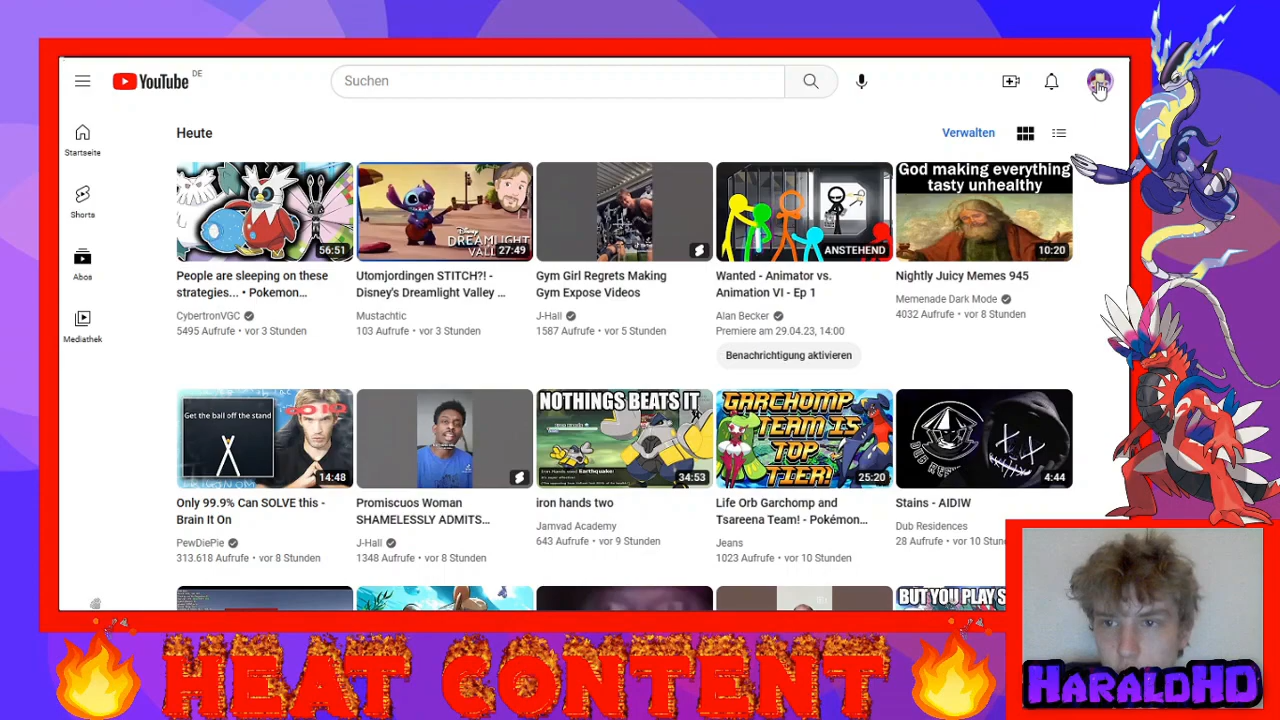 YouTube DE
Suchen
Startseite
Shorts
Abos
Mediathek
Heute
Verwalten
56:51
People are sleeping on these
strategies... • Pokemon...
CybertronVGC
5495 Aufrufe • vor 3 Stunden
DISNEY
DREAMLIGHT
VALL
27:49
Utomjordingen STITCH?! -
Disney's Dreamlight Valley ...
Mustachtic
103 Aufrufe • vor 3 Stunden
Gym Girl Regrets Making
Gym Expose Videos
J-Hall
1587 Aufrufe • vor 5 Stunden
ANSTEHEND
Wanted - Animator vs.
Animation VI - Ep 1
Alan Becker
Premiere am 29.04.23, 14:00
Benachrichtigung aktivieren
God making everything
tasty unhealthy
10:20
Nightly Juicy Memes 945
Memenade Dark Mode
4032 Aufrufe • vor 8 Stunden
Get the ball off the stand
14:48
Only 99.9% Can SOLVE this -
Brain It On
PewDiePie
313.618 Aufrufe • vor 8 Stunden
Promiscuos Woman
SHAMELESSLY ADMITS...
J-Hall
1348 Aufrufe • vor 8 Stunden
NOTHINGS BEATS IT
34:53
iron hands two
Jamvad Academy
643 Aufrufe • vor 9 Stunden
GARCHOMP
TEAM IS
TOP
TIER!
25:20
Life Orb Garchomp and
Tsareena Team! - Pokémon...
Jeans
1023 Aufrufe • vor 10 Stunden
4:44
Stains - AIDIW
Dub Residences
28 Aufrufe • vor 10 Stun
BUT YOU PLAY S
HEAT CONTENT
HARALDHD